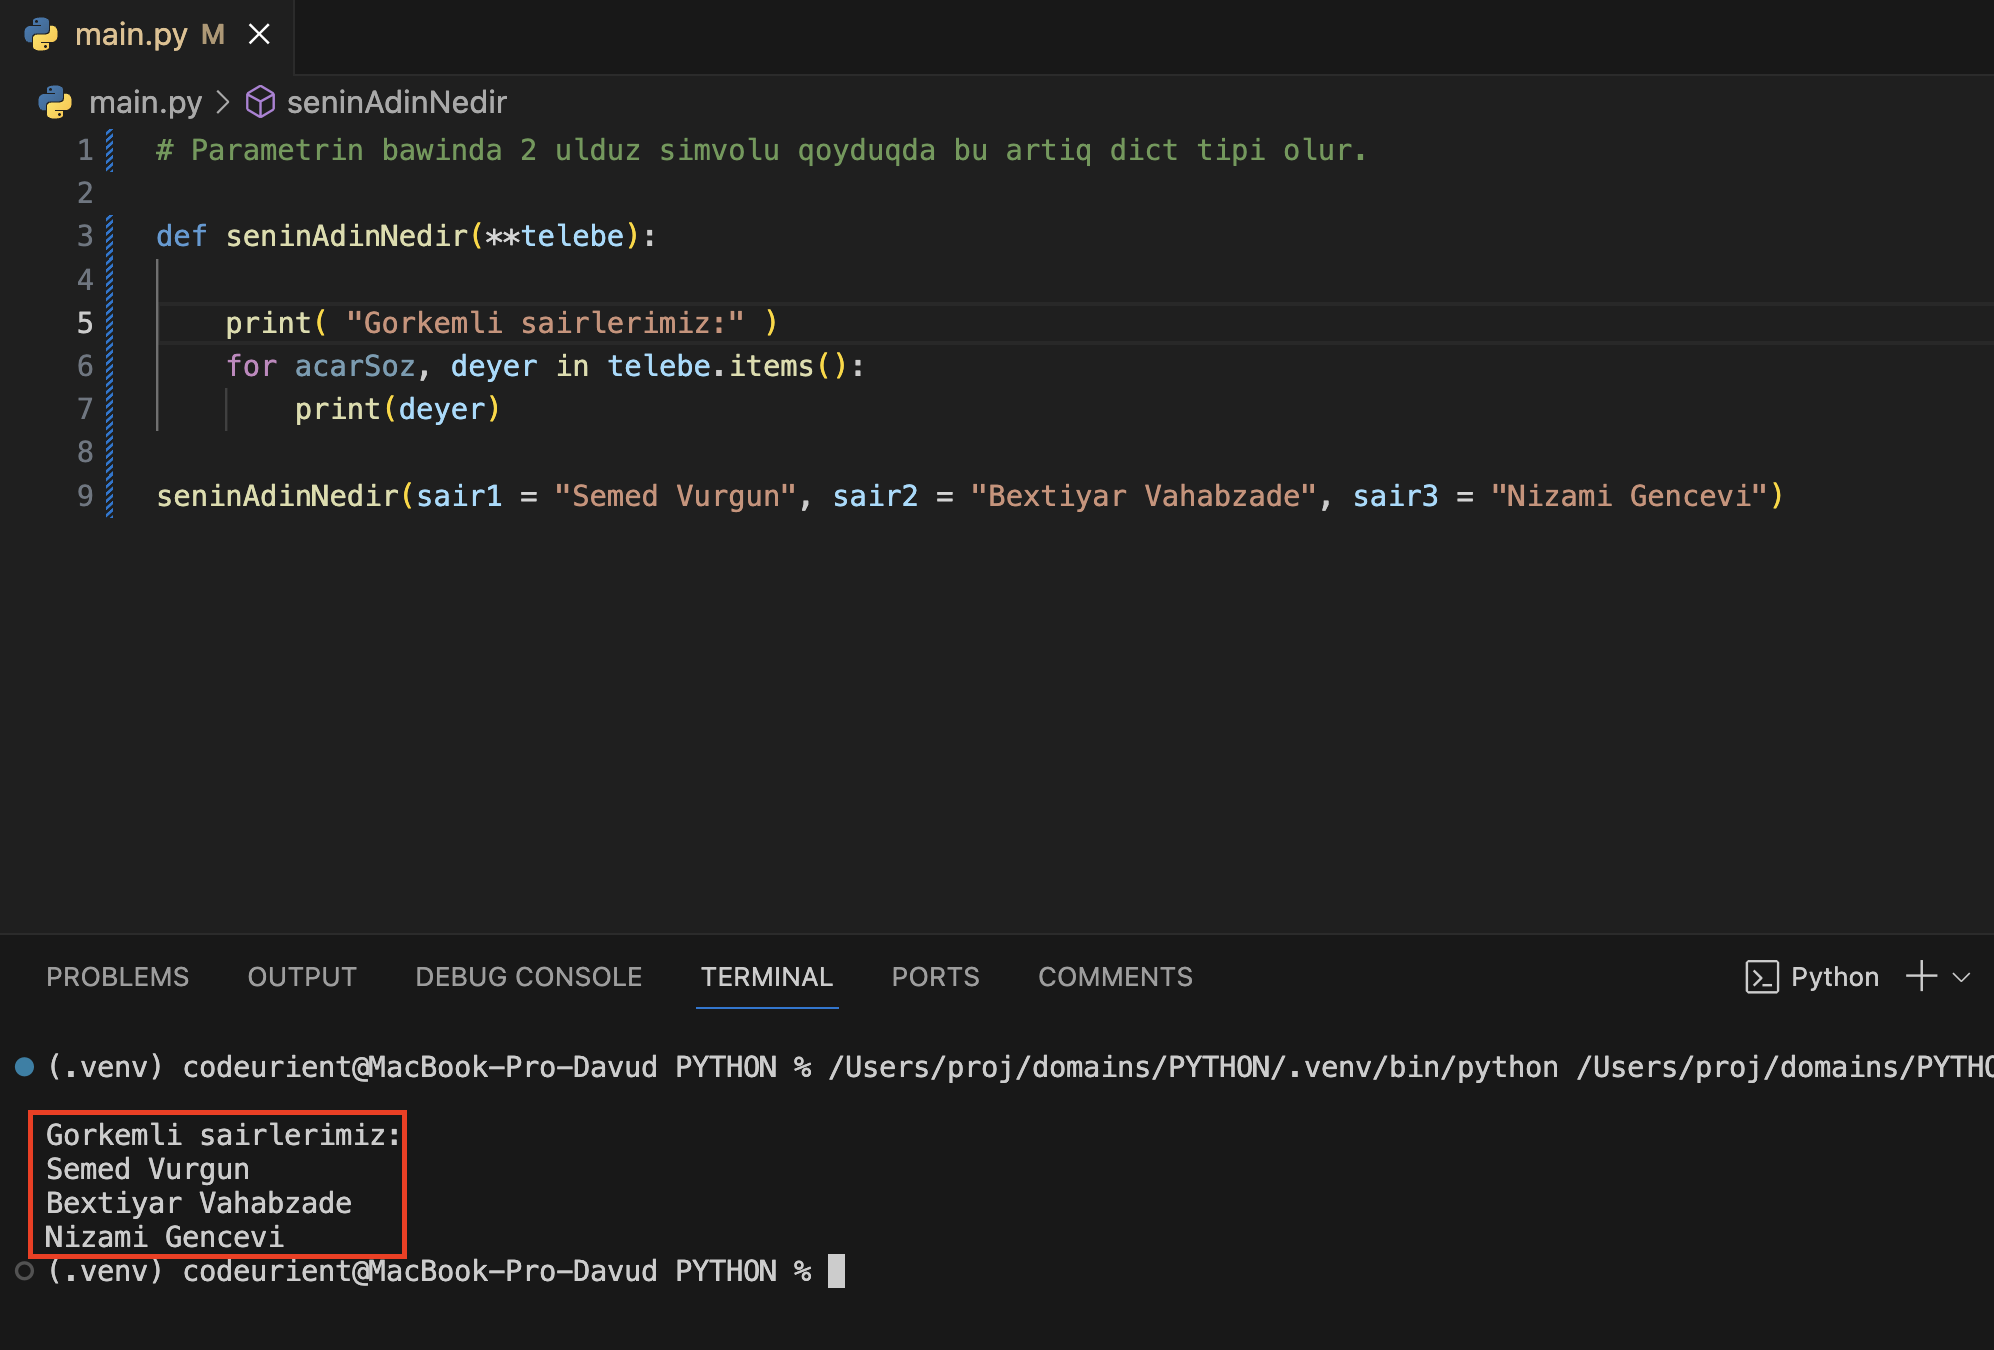 main.py M
main.py > seninAdinNedir
1 # Parametrin bawinda 2 ulduz simvolu qoyduqda bu artiq dict tipi olur.
2
3 def seninAdinNedir(**telebe):
4
5     print( "Gorkemli sairlerimiz:" )
6     for acarSoz, deyer in telebe.items():
7         print(deyer)
8
9 seninAdinNedir(sair1 = "Semed Vurgun", sair2 = "Bextiyar Vahabzade", sair3 = "Nizami Gencevi")
PROBLEMS OUTPUT DEBUG CONSOLE TERMINAL PORTS COMMENTS Python
(.venv) codeurient@MacBook-Pro-Davud PYTHON % /Users/proj/domains/PYTHON/.venv/bin/python /Users/proj/domains/PYTHO
Gorkemli sairlerimiz:
Semed Vurgun
Bextiyar Vahabzade
Nizami Gencevi
(.venv) codeurient@MacBook-Pro-Davud PYTHON %